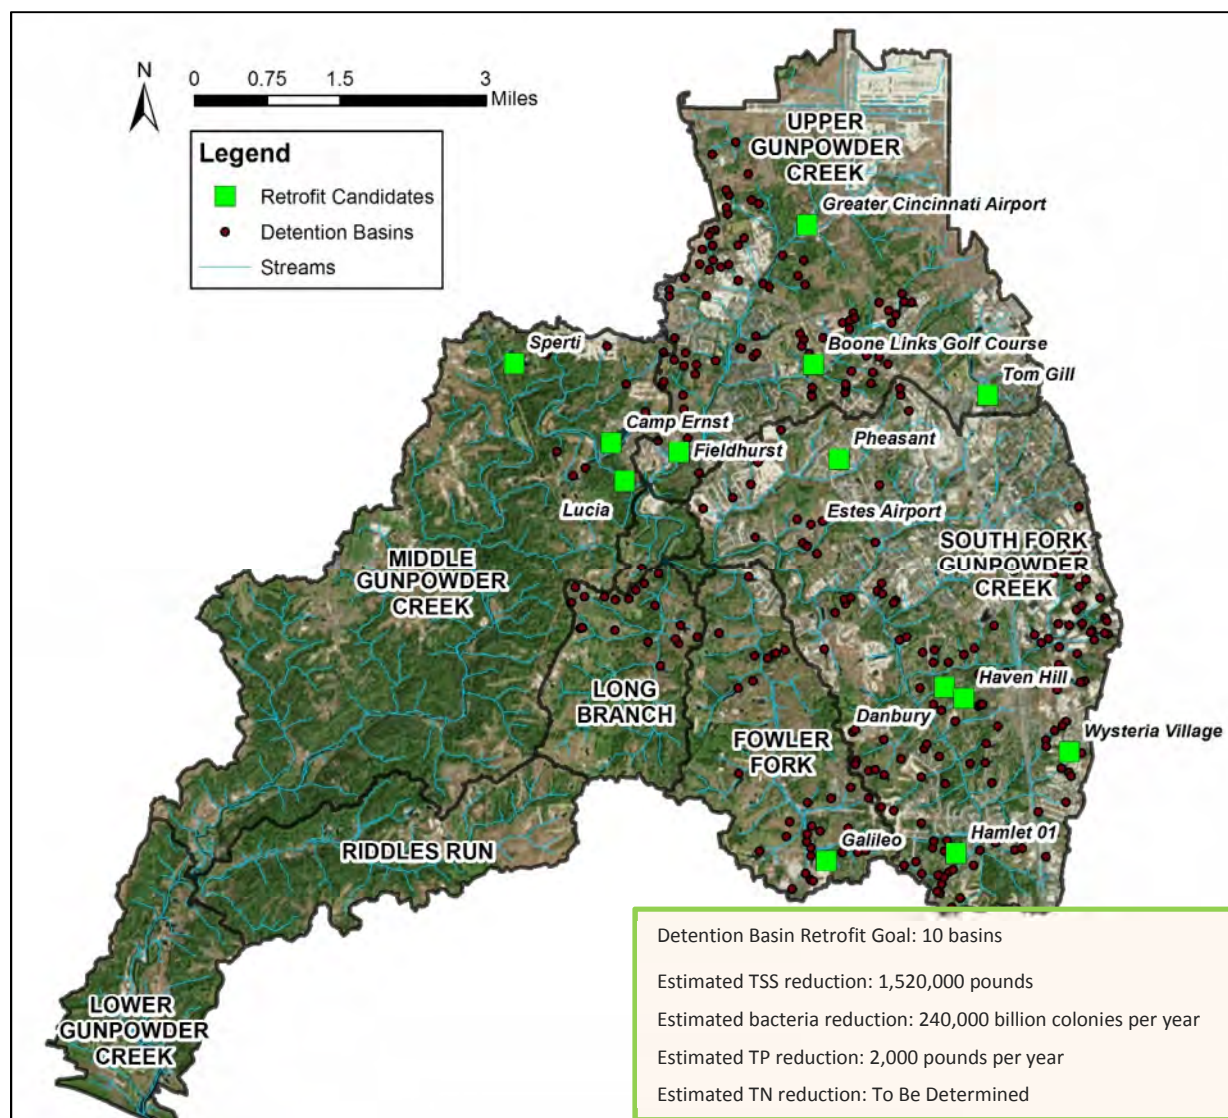 N
0 0.75 1.5 3
Miles
Legend
Retrofit Candidates
Detention Basins
Streams
UPPER
GUNPOWDER
CREEK
Greater Cincinnati Airport
Sperti
Boone Links Golf Course
Tom Gill
Camp Ernst
Fieldhurst
Pheasant
Lucia
Estes Airport
MIDDLE
GUNPOWDER
CREEK
SOUTH FORK
GUNPOWDER
CREEK
LONG
BRANCH
Haven Hill
Danbury
FOWLER
FORK
Wysteria Village
RIDDLES RUN
Galileo
Hamlet 01
LOWER
GUNPOWDER
CREEK
Detention Basin Retrofit Goal: 10 basins
Estimated TSS reduction: 1,520,000 pounds
Estimated bacteria reduction: 240,000 billion colonies per year
Estimated TP reduction: 2,000 pounds per year
Estimated TN reduction: To Be Determined